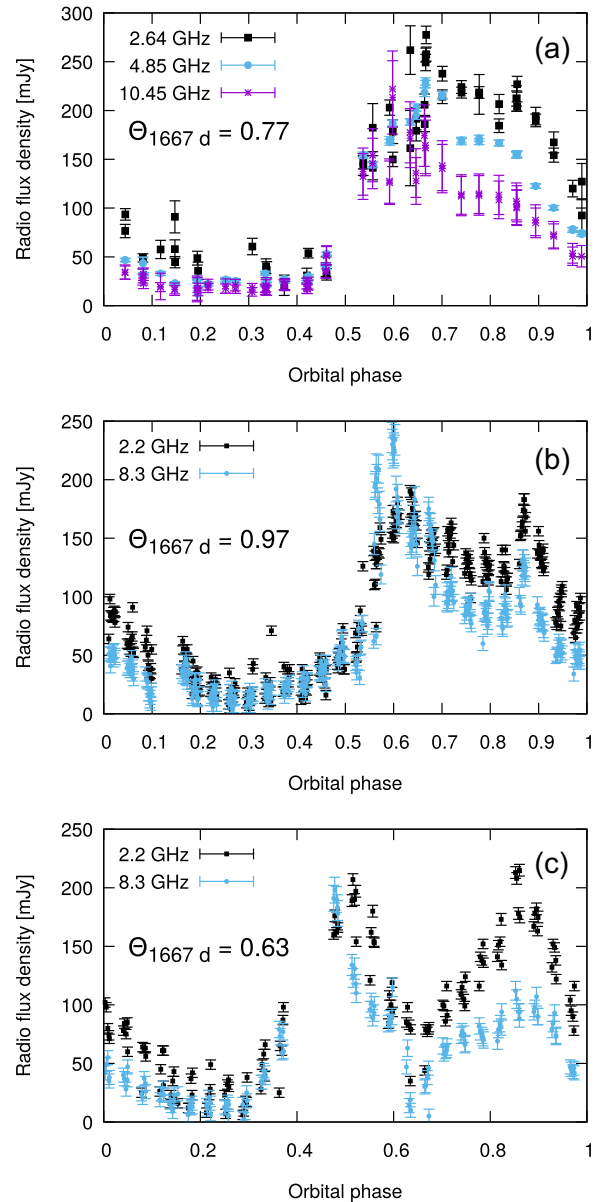 (a)
2.64 GHz
4.85 GHz
10.45 GHz
Θ1667 d = 0.77
Radio flux density [mJy]
300
250
200
150
100
50
0
0 0.1 0.2 0.3 0.4 0.5 0.6 0.7 0.8 0.9 1
Orbital phase
(b)
2.2 GHz
8.3 GHz
Θ1667 d = 0.97
Radio flux density [mJy]
250
200
150
100
50
0
0 0.1 0.2 0.3 0.4 0.5 0.6 0.7 0.8 0.9 1
Orbital phase
(c)
2.2 GHz
8.3 GHz
Θ1667 d = 0.63
Radio flux density [mJy]
250
200
150
100
50
0
0 0.2 0.4 0.6 0.8 1
Orbital phase